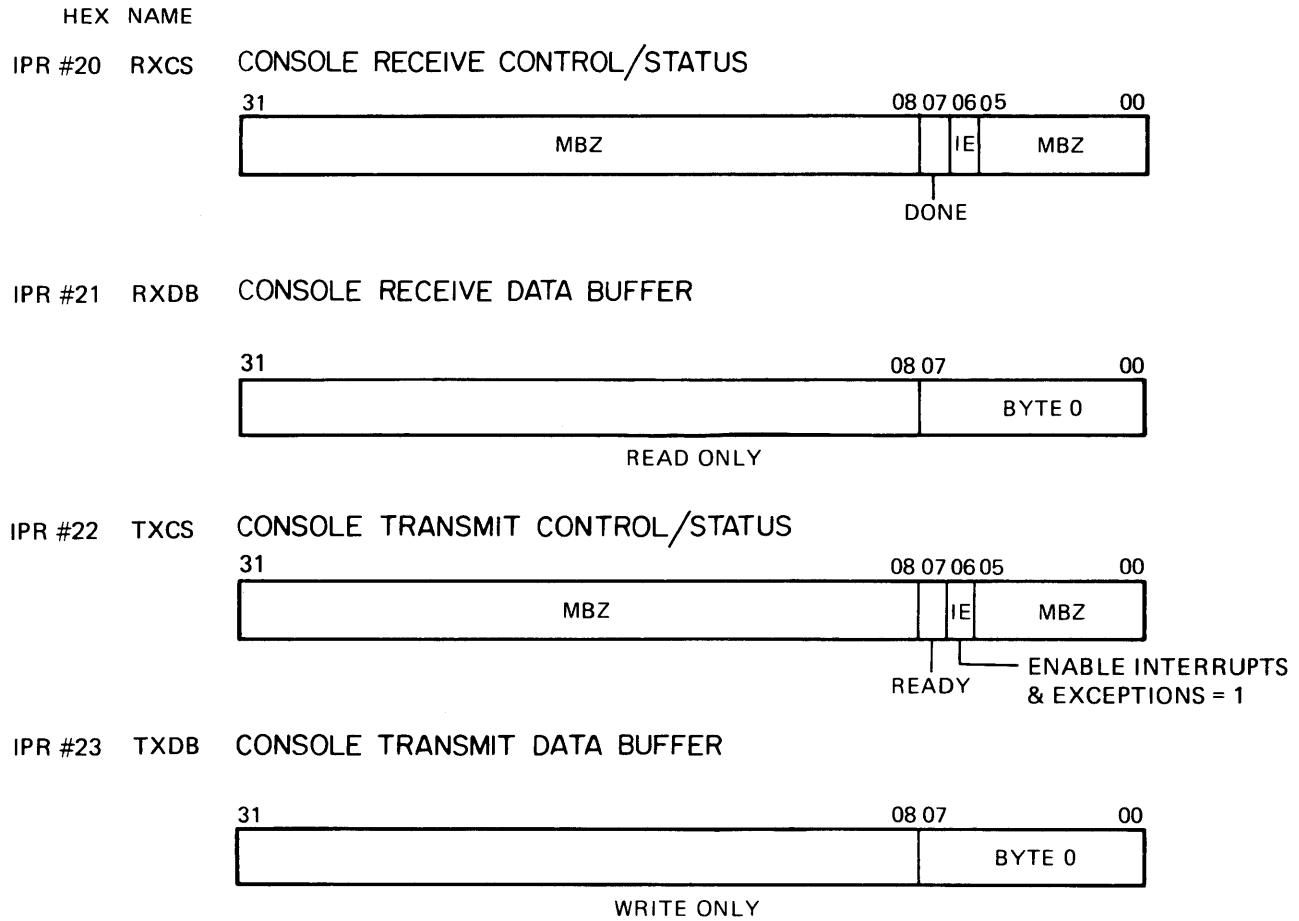 HEX NAME
IPR #20 RXCS CONSOLE RECEIVE CONTROL/STATUS
31 08 07 06 05 00
MBZ IE MBZ
DONE
IPR #21 RXDB CONSOLE RECEIVE DATA BUFFER
31 08 07 00
BYTE 0
READ ONLY
IPR #22 TXCS CONSOLE TRANSMIT CONTROL/STATUS
31 08 07 06 05 00
MBZ IE MBZ
READY ENABLE INTERRUPTS
& EXCEPTIONS = 1
IPR #23 TXDB CONSOLE TRANSMIT DATA BUFFER
31 08 07 00
BYTE 0
WRITE ONLY